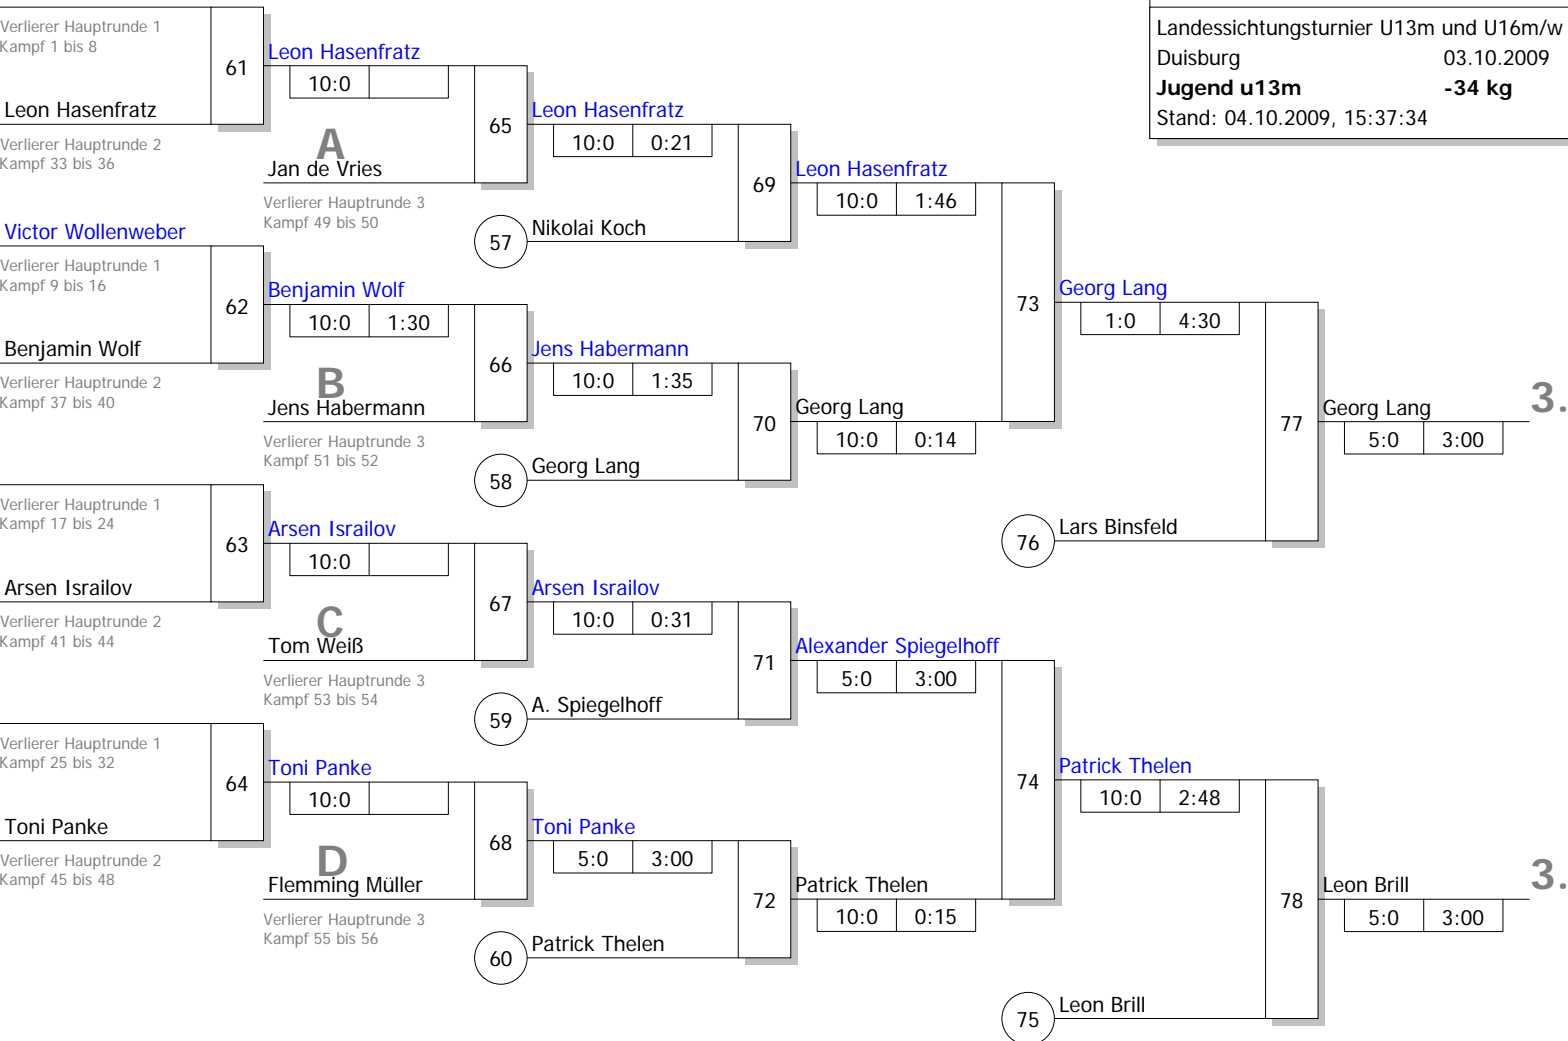 Landessichtungsturnier U13m und U16m/w
Duisburg 03.10.2009
Jugend u13m -34 kg
Stand: 04.10.2009, 15:37:34
Verlierer Hauptrunde 1
Kampf 1 bis 8
61
Leon Hasenfratz
10:0
Leon Hasenfratz
Verlierer Hauptrunde 2
Kampf 33 bis 36
A
Jan de Vries
Verlierer Hauptrunde 3
Kampf 49 bis 50
65
Leon Hasenfratz
10:0 0:21
57
Nikolai Koch
69
Leon Hasenfratz
10:0 1:46
Victor Wollenweber
Verlierer Hauptrunde 1
Kampf 9 bis 16
62
Benjamin Wolf
10:0 1:30
Benjamin Wolf
Verlierer Hauptrunde 2
Kampf 37 bis 40
B
Jens Habermann
Verlierer Hauptrunde 3
Kampf 51 bis 52
66
Jens Habermann
10:0 1:35
58
Georg Lang
70
Georg Lang
10:0 0:14
73
Georg Lang
1:0 4:30
Verlierer Hauptrunde 1
Kampf 17 bis 24
63
Arsen Israilov
10:0
Arsen Israilov
Verlierer Hauptrunde 2
Kampf 41 bis 44
C
Tom Weiß
Verlierer Hauptrunde 3
Kampf 53 bis 54
67
Arsen Israilov
10:0 0:31
59
A. Spiegelhoff
71
Alexander Spiegelhoff
5:0 3:00
76
Lars Binsfeld
77
Georg Lang
5:0 3:00
3.
Verlierer Hauptrunde 1
Kampf 25 bis 32
64
Toni Panke
10:0
Toni Panke
Verlierer Hauptrunde 2
Kampf 45 bis 48
D
Flemming Müller
Verlierer Hauptrunde 3
Kampf 55 bis 56
68
Toni Panke
5:0 3:00
60
Patrick Thelen
72
Patrick Thelen
10:0 0:15
74
Patrick Thelen
10:0 2:48
75
Leon Brill
78
Leon Brill
5:0 3:00
3.